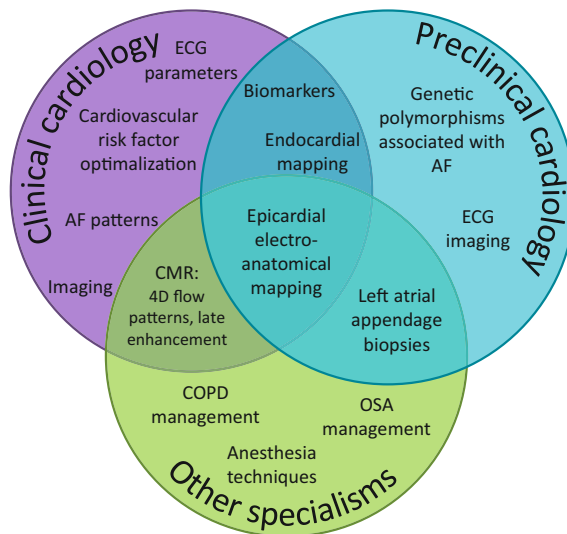 Clinical cardiology
ECG
parameters
Cardiovascular
risk factor
optimalization
AF patterns
Imaging
Biomarkers
Endocardial
mapping
Preclinical cardiology
Genetic
polymorphisms
associated with
AF
ECG
imaging
Epicardial
electro-
anatomical
mapping
CMR:
4D flow
patterns, late
enhancement
Left atrial
appendage
biopsies
COPD
management
OSA
management
Anesthesia
techniques
Other specialisms